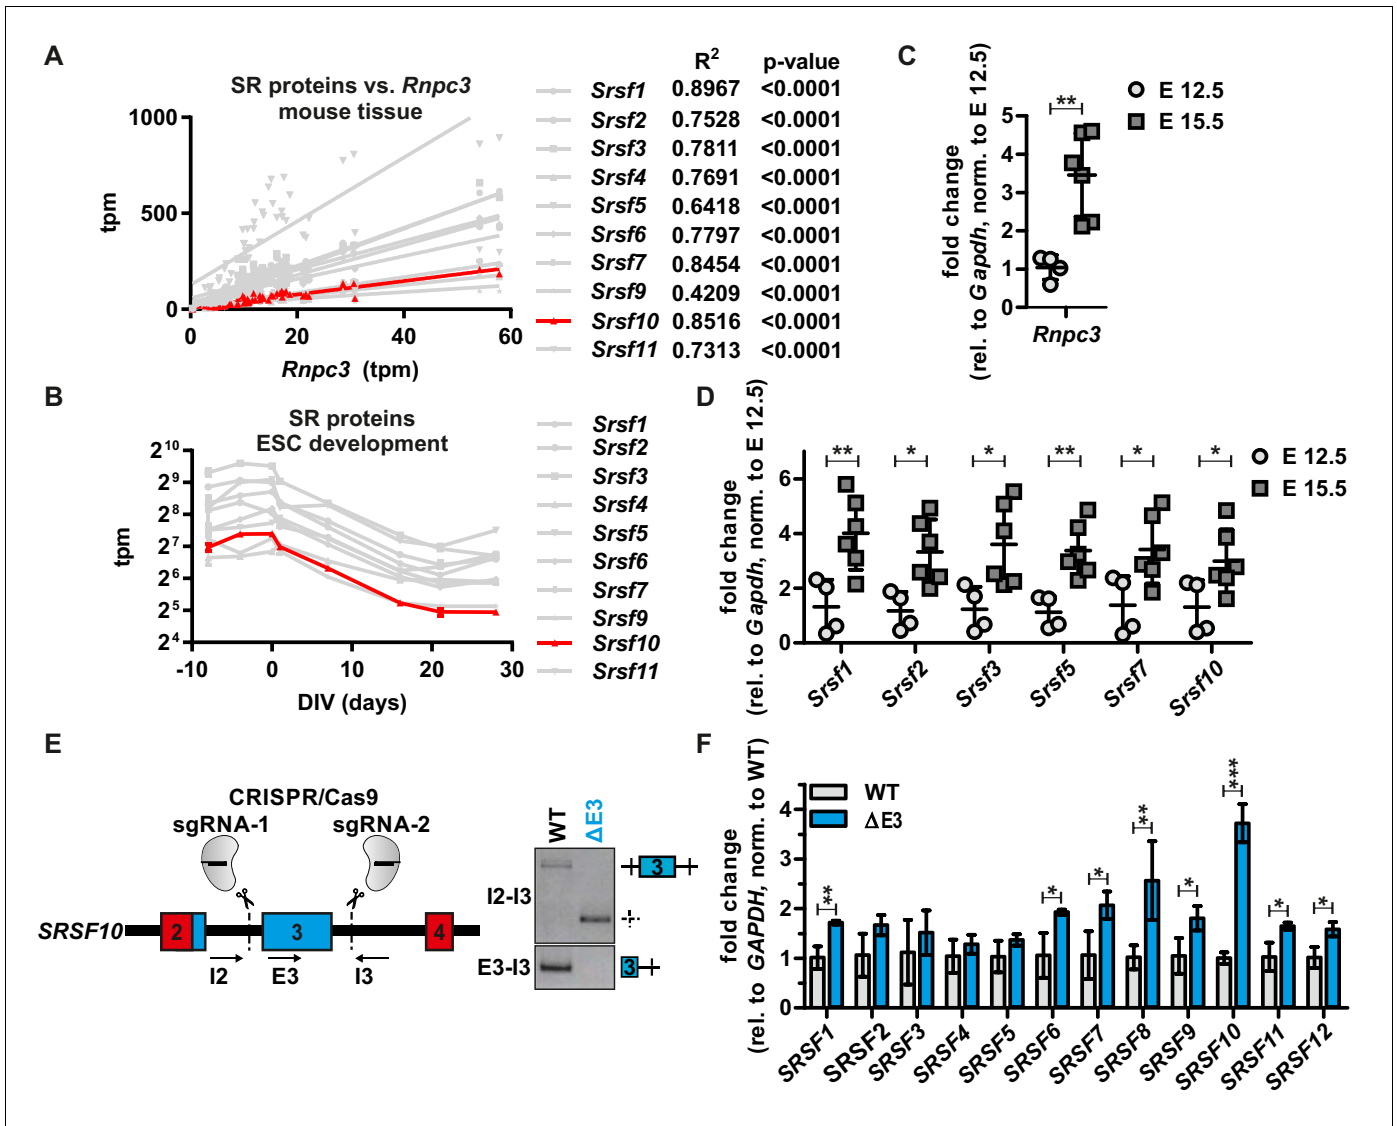 A
SR proteins vs. Rnpc3
mouse tissue
tpm
1000
500
0
0 20 40 60
Rnpc3 (tpm)
R2 p-value
Srsf1 0.8967 <0.0001
Srsf2 0.7528 <0.0001
Srsf3 0.7811 <0.0001
Srsf4 0.7691 <0.0001
Srsf5 0.6418 <0.0001
Srsf6 0.7797 <0.0001
Srsf7 0.8454 <0.0001
Srsf9 0.4209 <0.0001
Srsf10 0.8516 <0.0001
Srsf11 0.7313 <0.0001
B
SR proteins
ESC development
tpm
2^10
2^9
2^8
2^7
2^6
2^5
2^4
-10 0 10 20 30
DIV (days)
Srsf1
Srsf2
Srsf3
Srsf4
Srsf5
Srsf6
Srsf7
Srsf9
Srsf10
Srsf11
C
fold change
(rel. to Gapdh, norm. to E 12.5)
5
4
3
2
1
0
**
Rnpc3
E 12.5
E 15.5
D
fold change
(rel. to Gapdh, norm. to E 12.5)
6
4
2
0
** * * ** * *
Srsf1 Srsf2 Srsf3 Srsf5 Srsf7 Srsf10
E 12.5
E 15.5
E
CRISPR/Cas9
sgRNA-1 sgRNA-2
SRSF10 2 3 4
I2 E3 I3
WT ΔE3
I2-I3 3
E3-I3 3
F
fold change
(rel. to GAPDH, norm. to WT)
4
3
2
1
0
WT
ΔE3
** * * ** * *** * *
SRSF1 SRSF2 SRSF3 SRSF4 SRSF5 SRSF6 SRSF7 SRSF8 SRSF9 SRSF10 SRSF11 SRSF12